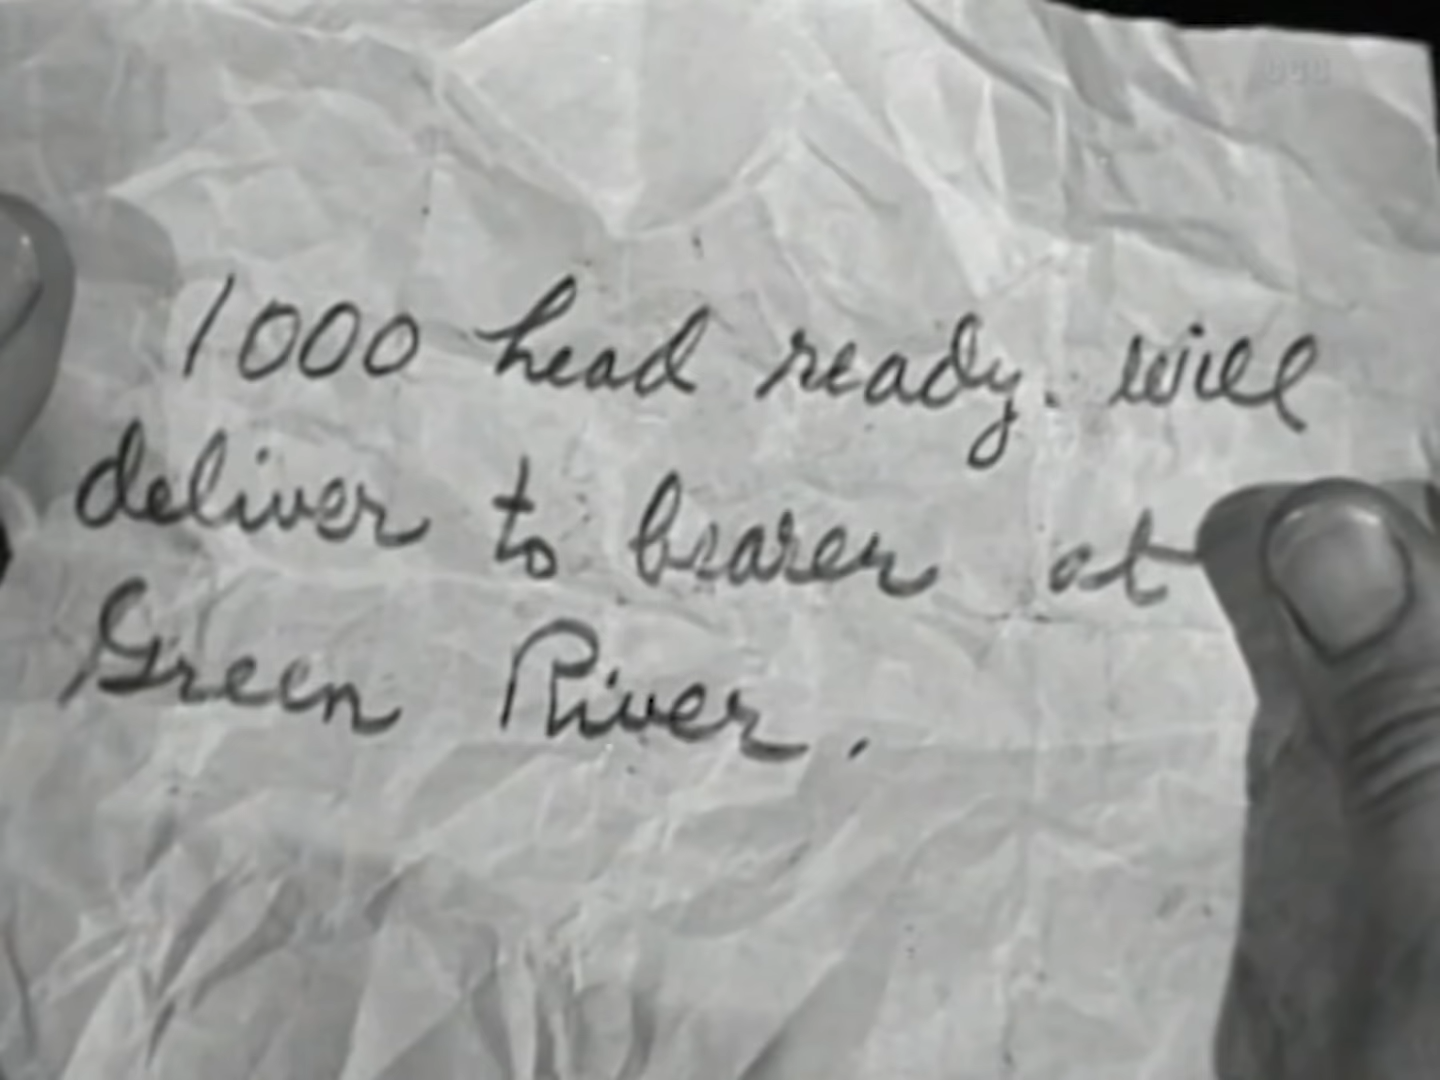 1000 head ready. will
deliver to bearer at
Green River.